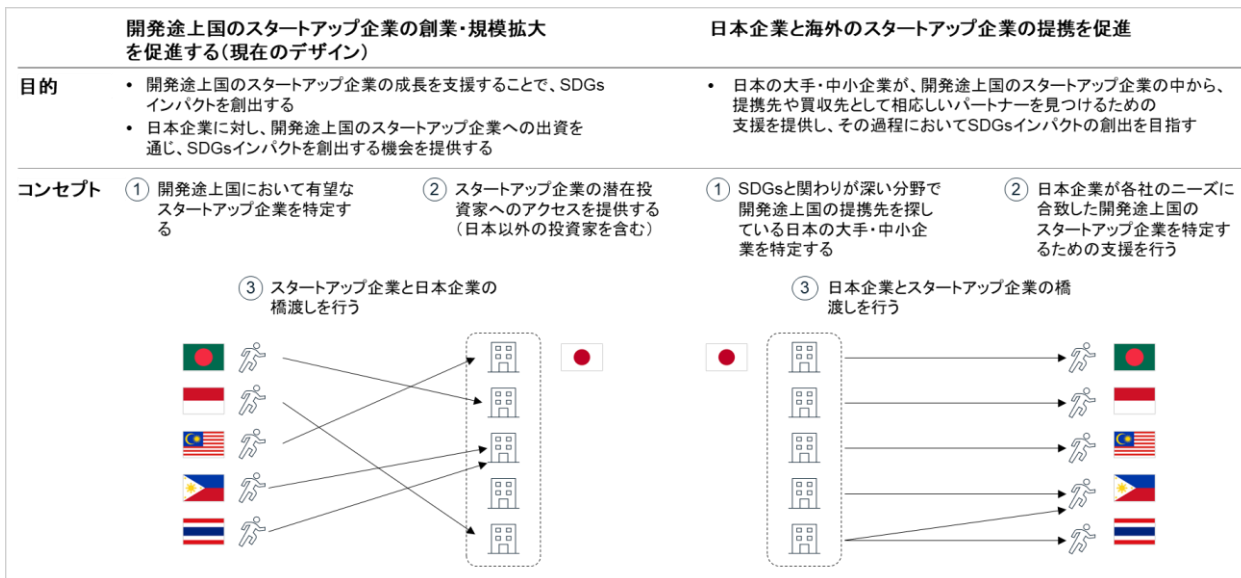 開発途上国のスタートアップ企業の創業・規模拡大
を促進する(現在のデザイン)
日本企業と海外のスタートアップ企業の提携を促進
目的
• 開発途上国のスタートアップ企業の成長を支援することで、SDGs
インパクトを創出する
• 日本企業に対し、開発途上国のスタートアップ企業への出資を
通じ、SDGsインパクトを創出する機会を提供する
• 日本の大手・中小企業が、開発途上国のスタートアップ企業の中から、
提携先や買収先として相応しいパートナーを見つけるための
支援を提供し、その過程においてSDGsインパクトの創出を目指す
コンセプト
① 開発途上国において有望な
スタートアップ企業を特定す
る
② スタートアップ企業の潜在投
資家へのアクセスを提供する
(日本以外の投資家を含む)
③ スタートアップ企業と日本企業の
橋渡しを行う
① SDGsと関わりが深い分野で
開発途上国の提携先を探し
ている日本の大手・中小企
業を特定する
② 日本企業が各社のニーズに
合致した開発途上国の
スタートアップ企業を特定す
るための支援を行う
③ 日本企業とスタートアップ企業の橋
渡しを行う